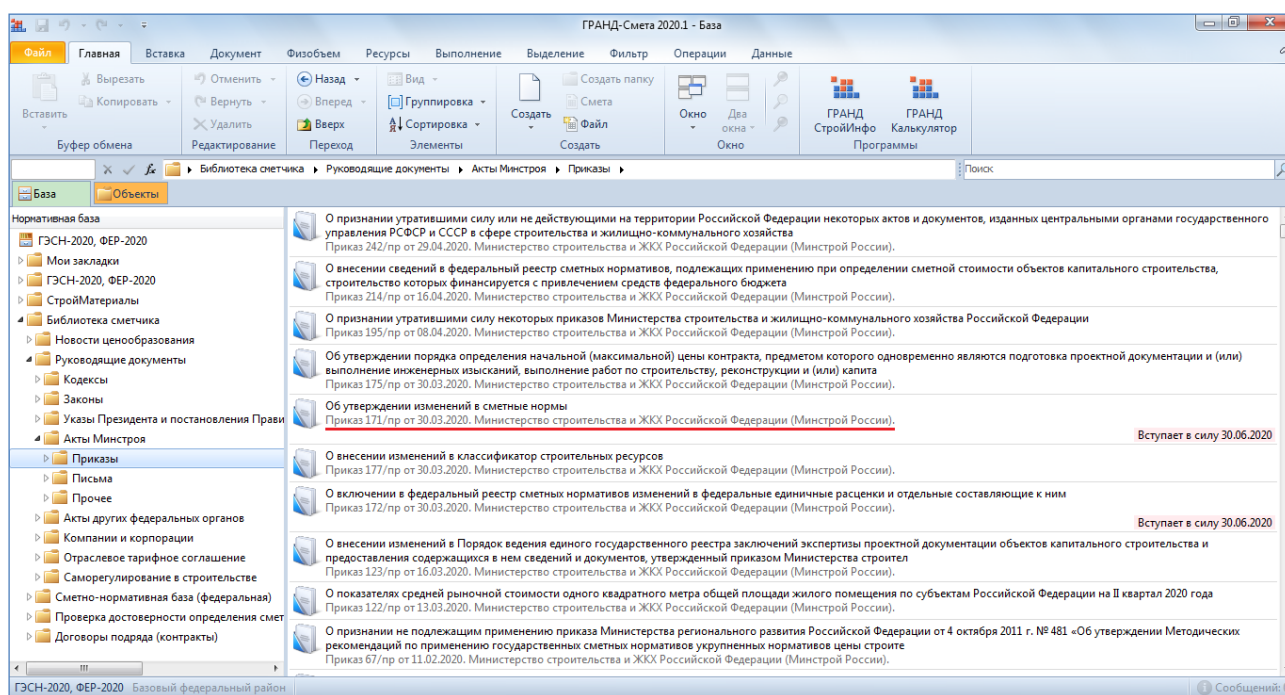 ГРАНД-Смета 2020.1 - База
Файл Главная Вставка Документ Физобъем Ресурсы Выполнение Выделение Фильтр Операции Данные
Вставить
Вырезать
Копировать
Буфер обмена
Отменить
Вернуть
Удалить
Редактирование
Назад
Вперед
Вверх
Переход
Вид
Группировка
Сортировка
Элементы
Создать
Создать папку
Смета
Файл
Создать
Окно
Два
окна
Окно
ГРАНД
СтройИнфо
ГРАНД
Калькулятор
Программы
fx
Библиотека сметчика Руководящие документы Акты Минстроя Приказы
Поиск
База Объекты
Нормативная база
ГЭСН-2020, ФЕР-2020
Мои закладки
ГЭСН-2020, ФЕР-2020
СтройМатериалы
Библиотека сметчика
Новости ценообразования
Руководящие документы
Кодексы
Законы
Указы Президента и постановления Прави
Акты Минстроя
Приказы
Письма
Прочее
Акты других федеральных органов
Компании и корпорации
Отраслевое тарифное соглашение
Саморегулирование в строительстве
Сметно-нормативная база (федеральная)
Проверка достоверности определения смет
Договоры подряда (контракты)
О признании утратившими силу или не действующими на территории Российской Федерации некоторых актов и документов, изданных центральными органами государственного
управления РСФСР и СССР в сфере строительства и жилищно-коммунального хозяйства
Приказ 242/пр от 29.04.2020. Министерство строительства и ЖКХ Российской Федерации (Минстрой России).
О внесении сведений в федеральный реестр сметных нормативов, подлежащих применению при определении сметной стоимости объектов капитального строительства,
строительство которых финансируется с привлечением средств федерального бюджета
Приказ 214/пр от 16.04.2020. Министерство строительства и ЖКХ Российской Федерации (Минстрой России).
О признании утратившими силу некоторых приказов Министерства строительства и жилищно-коммунального хозяйства Российской Федерации
Приказ 195/пр от 08.04.2020. Министерство строительства и ЖКХ Российской Федерации (Минстрой России).
Об утверждении порядка определения начальной (максимальной) цены контракта, предметом которого одновременно являются подготовка проектной документации и (или)
выполнение инженерных изысканий, выполнение работ по строительству, реконструкции и (или) капита
Приказ 175/пр от 30.03.2020. Министерство строительства и ЖКХ Российской Федерации (Минстрой России).
Об утверждении изменений в сметные нормы
Приказ 171/пр от 30.03.2020. Министерство строительства и ЖКХ Российской Федерации (Минстрой России).
Вступает в силу 30.06.2020
О внесении изменений в классификатор строительных ресурсов
Приказ 177/пр от 30.03.2020. Министерство строительства и ЖКХ Российской Федерации (Минстрой России).
О включении в федеральный реестр сметных нормативов изменений в федеральные единичные расценки и отдельные составляющие к ним
Приказ 172/пр от 30.03.2020. Министерство строительства и ЖКХ Российской Федерации (Минстрой России).
Вступает в силу 30.06.2020
О внесении изменений в Порядок ведения единого государственного реестра заключений экспертизы проектной документации объектов капитального строительства и
предоставления содержащихся в нем сведений и документов, утвержденный приказом Министерства строител
Приказ 123/пр от 16.03.2020. Министерство строительства и ЖКХ Российской Федерации (Минстрой России).
О показателях средней рыночной стоимости одного квадратного метра общей площади жилого помещения по субъектам Российской Федерации на II квартал 2020 года
Приказ 122/пр от 13.03.2020. Министерство строительства и ЖКХ Российской Федерации (Минстрой России).
О признании не подлежащим применению приказа Министерства регионального развития Российской Федерации от 4 октября 2011 г. № 481 «Об утверждении Методических
рекомендаций по применению государственных сметных нормативов укрупненных нормативов цены строите
Приказ 67/пр от 11.02.2020. Министерство строительства и ЖКХ Российской Федерации (Минстрой России).
ГЭСН-2020, ФЕР-2020 Базовый федеральный район
Сообщений: